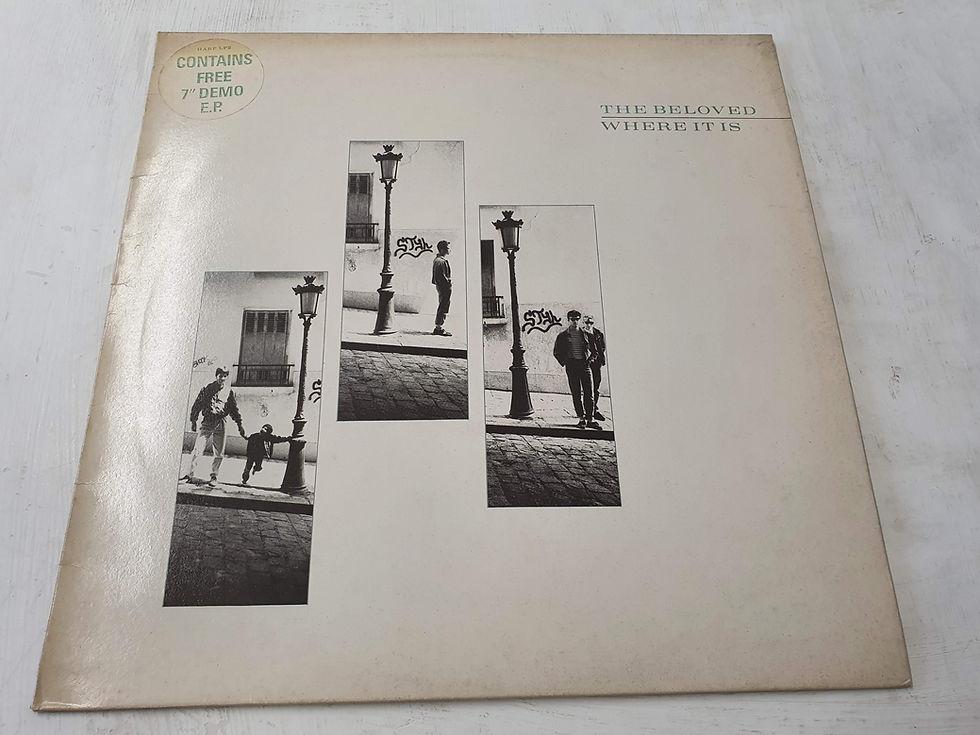 HARP LP2
CONTAINS
FREE
7" DEMO
E.P.
THE BELOVED
WHERE IT IS